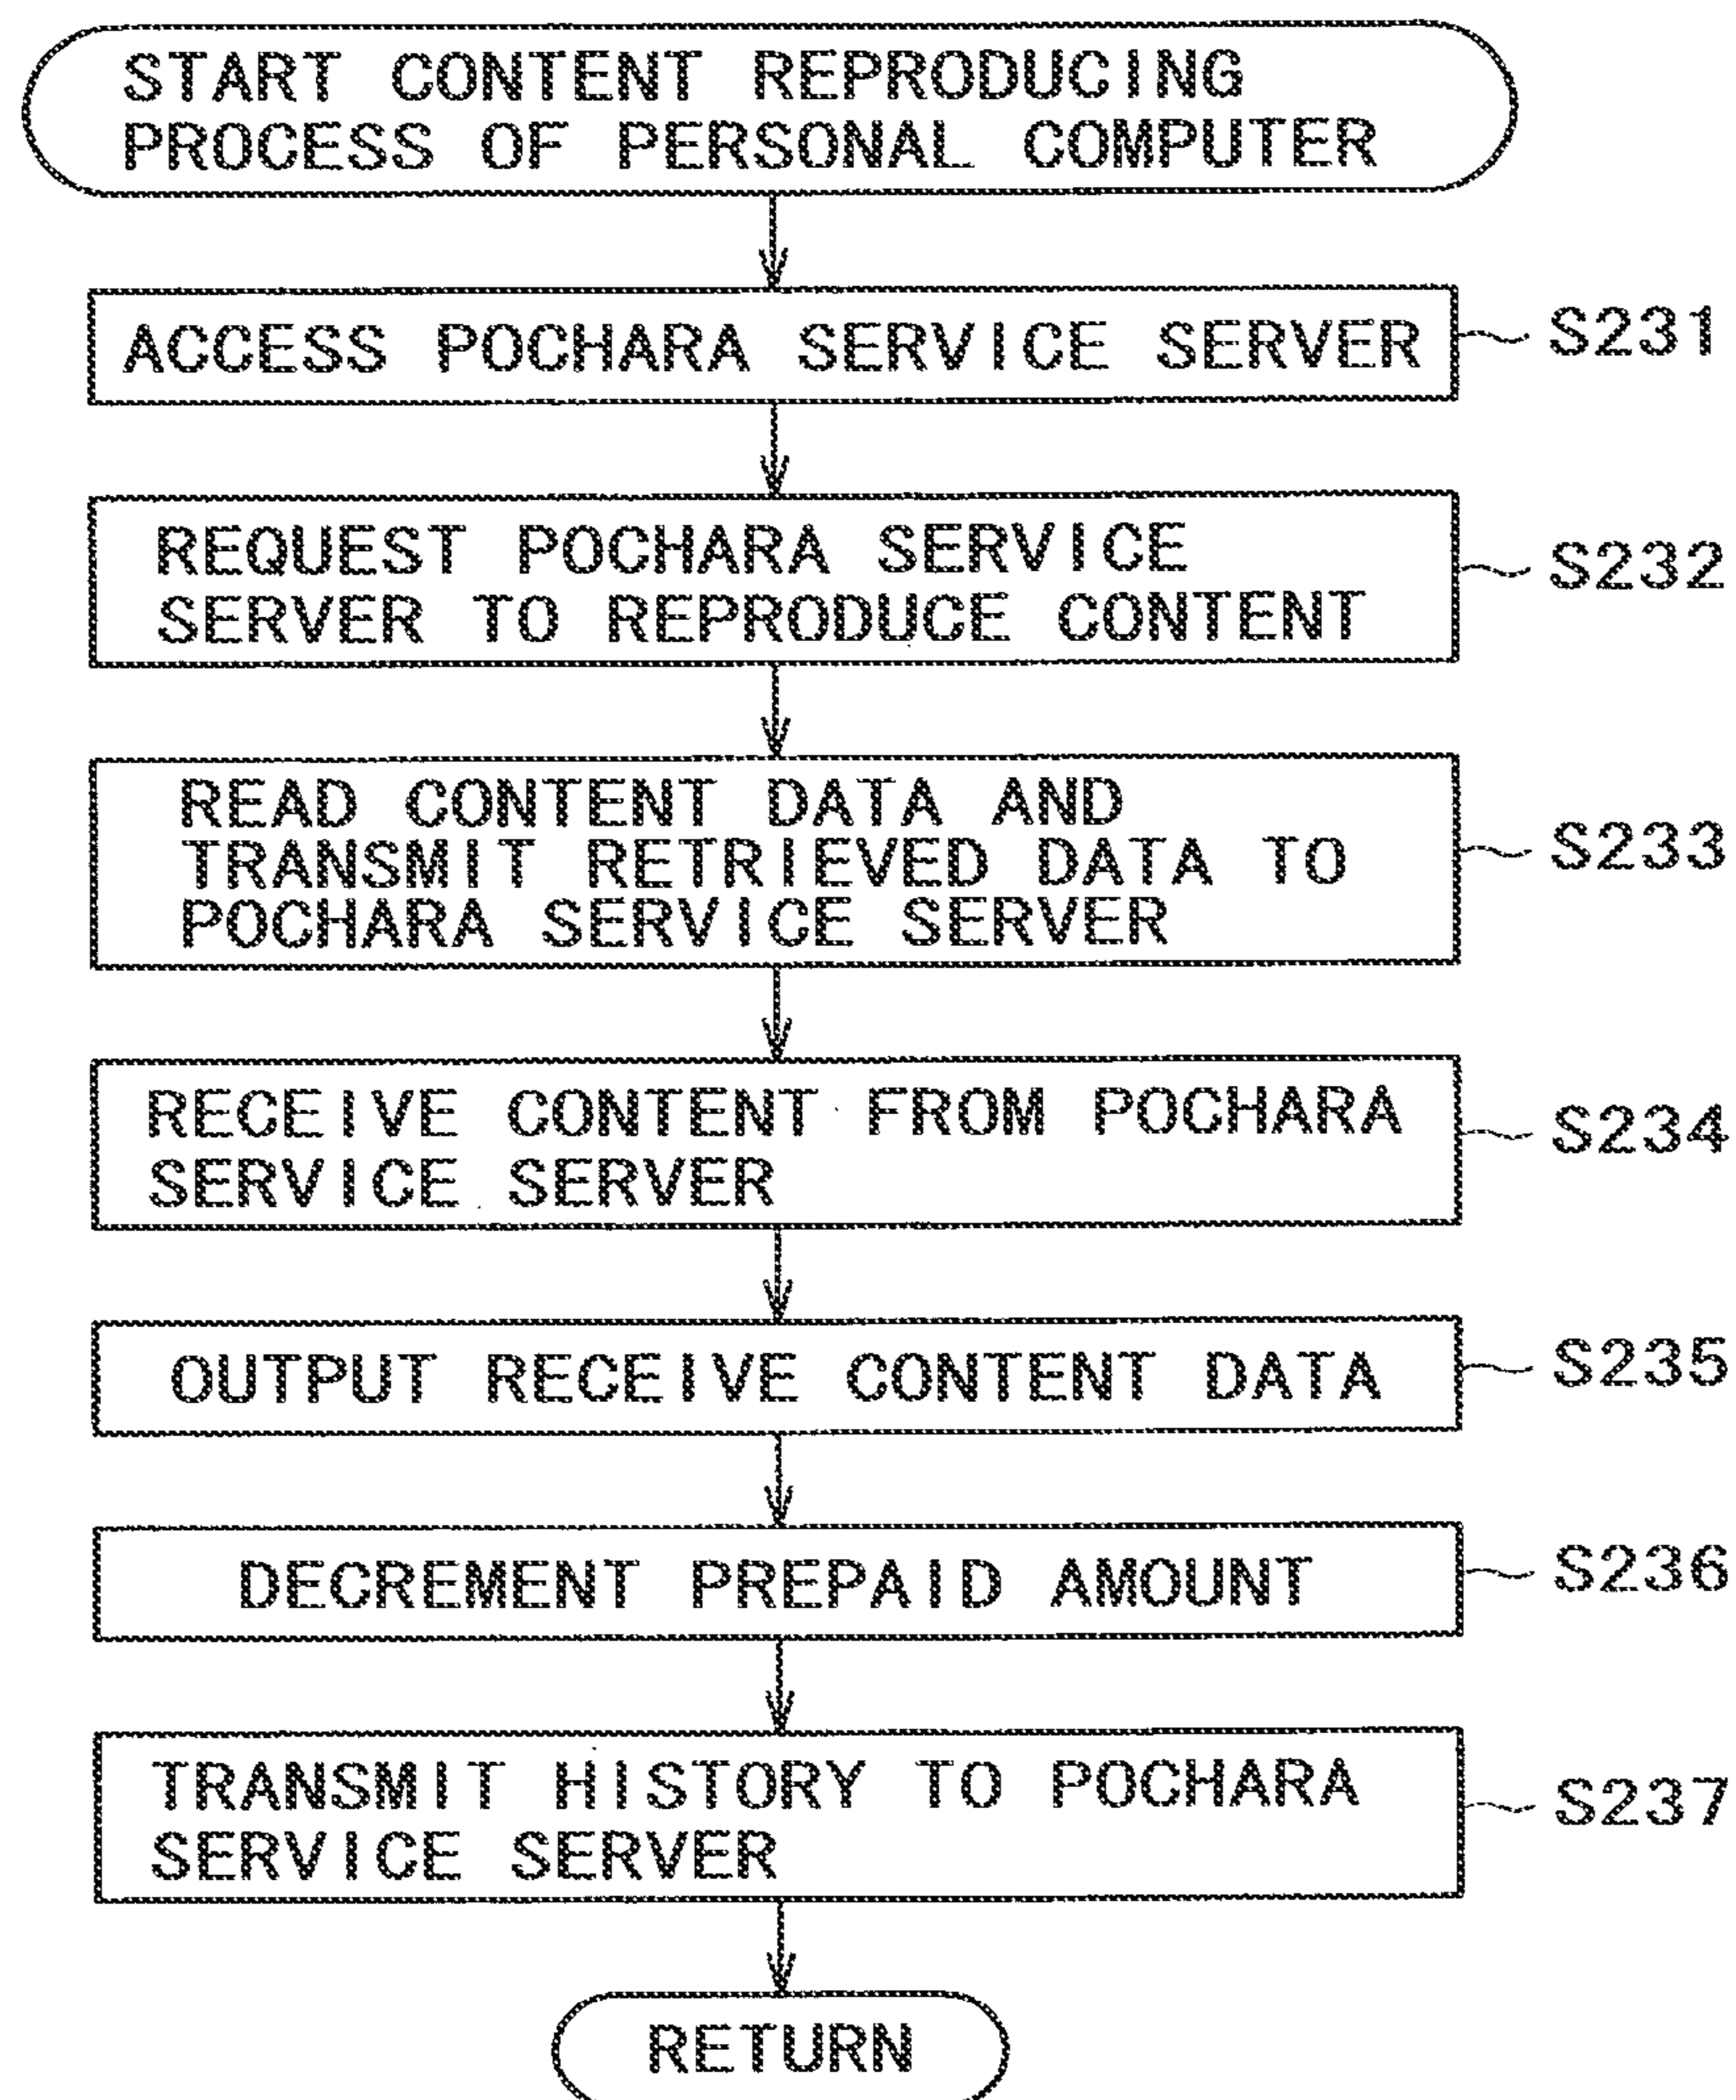 START CONTENT REPRODUCING
PROCESS OF PERSONAL COMPUTER
ACCESS POCHARA SERVICE SERVER
S231
REQUEST POCHARA SERVICE
SERVER TO REPRODUCE CONTENT
S232
READ CONTENT DATA AND
TRANSMIT RETRIEVED DATA TO
POCHARA SERVICE SERVER
S233
RECEIVE CONTENT FROM POCHARA
SERVICE SERVER
S234
OUTPUT RECEIVE CONTENT DATA
S235
DECREMENT PREPAID AMOUNT
S236
TRANSMIT HISTORY TO POCHARA
SERVICE SERVER
S237
RETURN